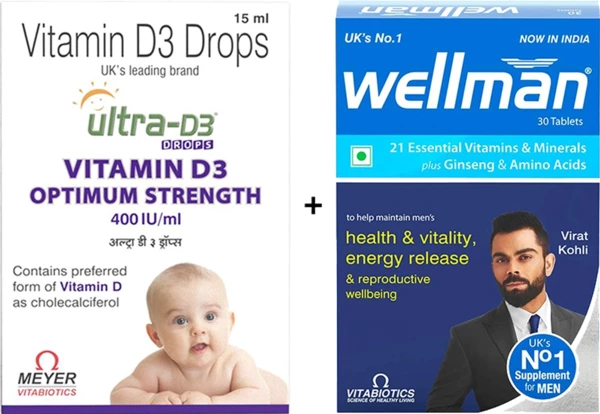 15 ml
Vitamin D3 Drops
UK's leading brand
ultra-D3
DROPS
VITAMIN D3
OPTIMUM STRENGTH
400 IU/ml
अल्ट्रा डी ३ ड्रॉप्स
Contains preferred
form of Vitamin D
as cholecalciferol
MEYER
VITABIOTICS
+
UK's No.1
NOW IN INDIA
wellman®
30 Tablets
21 Essential Vitamins & Minerals
plus Ginseng & Amino Acids
to help maintain men's
health & vitality,
energy release
& reproductive
wellbeing
Virat
Kohli
UK's
No1
Supplement
for MEN
VITABIOTICS
SCIENCE OF HEALTHY LIVING